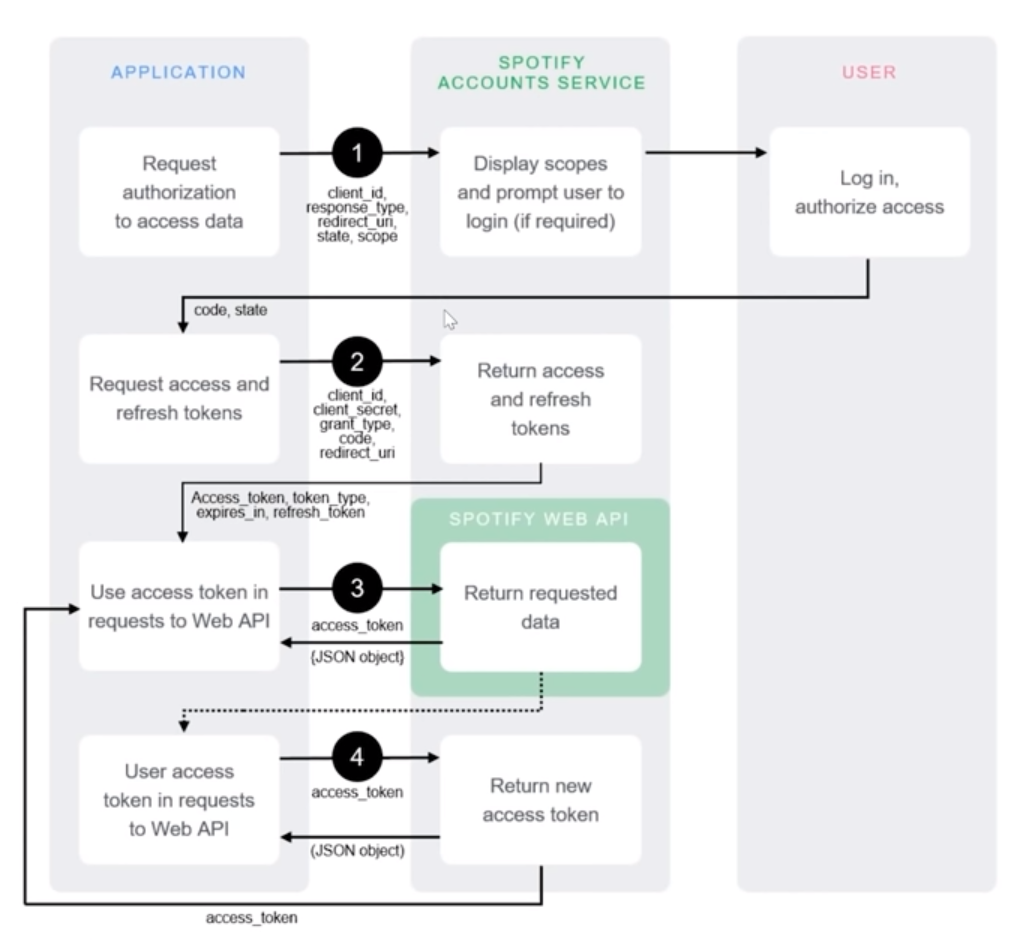 APPLICATION
SPOTIFY
ACCOUNTS SERVICE
USER
Request
authorization
to access data
1
client_id,
response_type,
redirect_uri,
state, scope
Display scopes
and prompt user to
login (if required)
Log in,
authorize access
code, state
Request access and
refresh tokens
2
client_id,
client_secret,
grant_type,
code,
redirect_uri
Return access
and refresh
tokens
Access_token, token_type,
expires_in, refresh_token
SPOTIFY WEB API
Use access token in
requests to Web API
3
access_token
{JSON object}
Return requested
data
User access
token in requests
to Web API
4
access_token
(JSON object)
Return new
access token
access_token